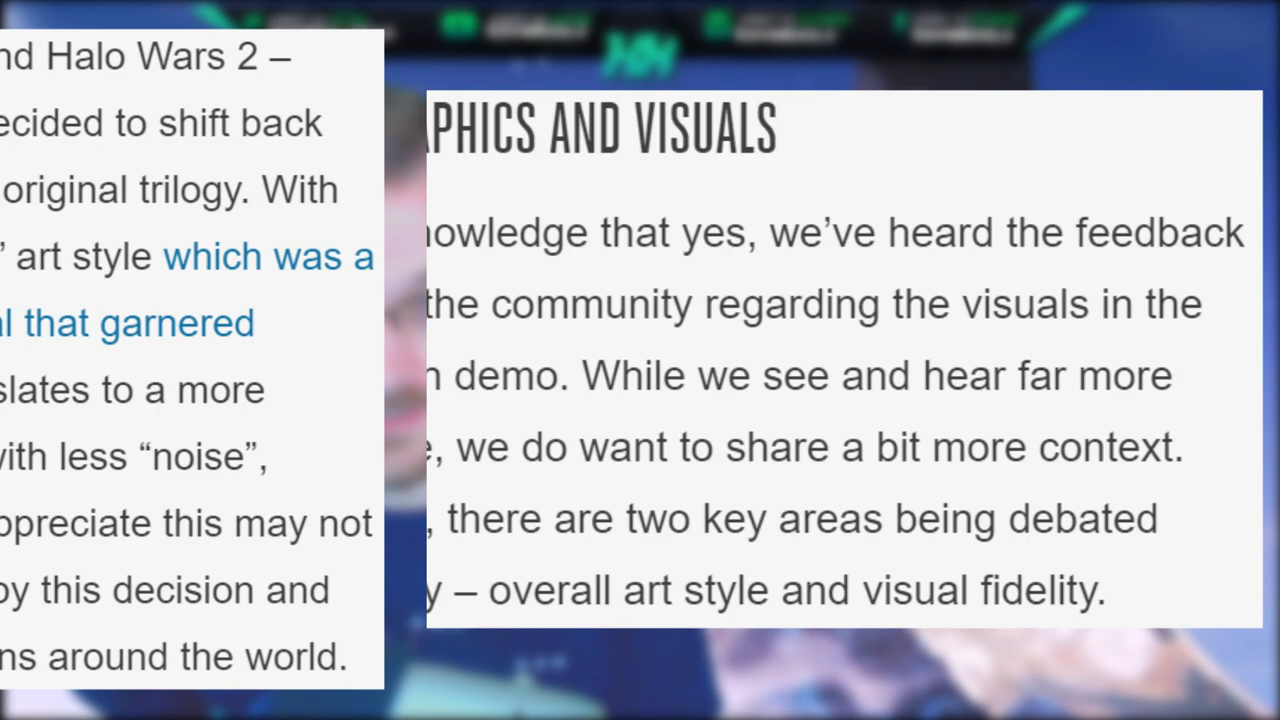 nd Halo Wars 2 –
ecided to shift back
original trilogy. With
” art style which was a
al that garnered
slates to a more
with less “noise”,
ppreciate this may not
by this decision and
ns around the world.
PHICS AND VISUALS
nowledge that yes, we’ve heard the feedback
the community regarding the visuals in the
n demo. While we see and hear far more
e, we do want to share a bit more context.
, there are two key areas being debated
y – overall art style and visual fidelity.